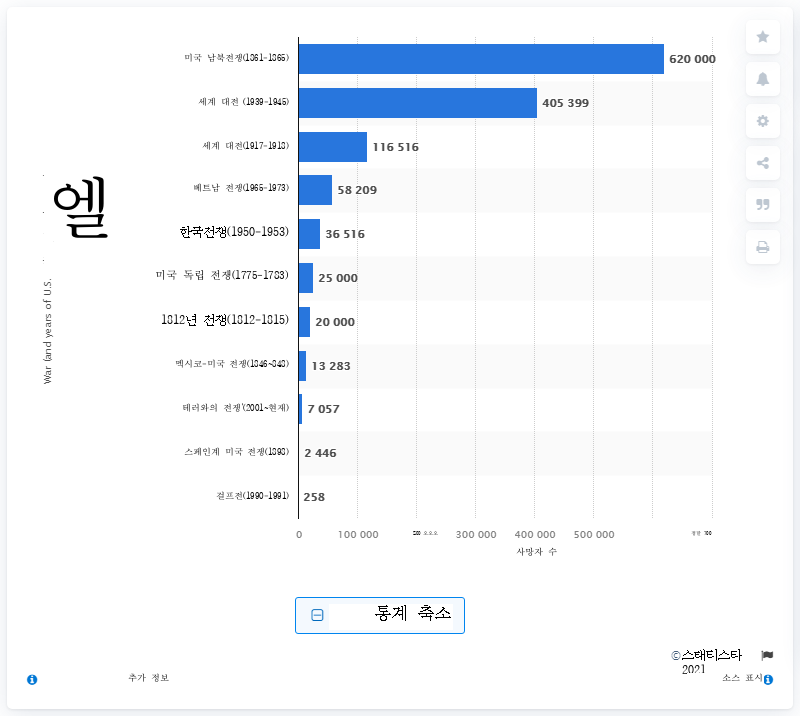 미국 남북전쟁(1861-1865)
620 000
세계 대전 (1939-1945)
405 399
세계 대전(1917-1918)
116 516
베트남 전쟁(1965-1973)
58 209
엘
한국전쟁(1950-1953)
36 516
미국 독립 전쟁(1775-1783)
25 000
War (and years of U.S.
1812년 전쟁(1812-1815)
20 000
멕시코-미국 전쟁(1846~848)
13 283
테러와의 전쟁'(2001~현재)
7 057
스페인계 미국 전쟁(1898)
2 446
걸프전(1990-1991)
258
0 100 000 300 000 400 000 500 000
사망자 수
통계 축소
©스태티스타
2021
추가 정보
소스 표시